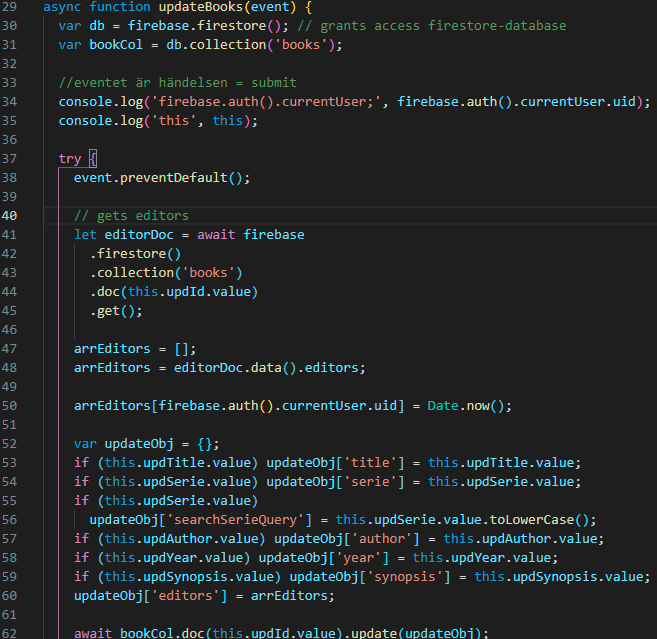 29 async function updateBooks(event) {
30 var db = firebase.firestore(); // grants access firestore-database
31 var bookCol = db.collection('books');
32
33 //eventet är händelsen = submit
34 console.log('firebase.auth().currentUser;', firebase.auth().currentUser.uid);
35 console.log('this', this);
36
37 try {
38 event.preventDefault();
39
40 // gets editors
41 let editorDoc = await firebase
42 .firestore()
43 .collection('books')
44 .doc(this.updId.value)
45 .get();
46
47 arrEditors = [];
48 arrEditors = editorDoc.data().editors;
49
50 arrEditors[firebase.auth().currentUser.uid] = Date.now();
51
52 var updateObj = {};
53 if (this.updTitle.value) updateObj['title'] = this.updTitle.value;
54 if (this.updSerie.value) updateObj['serie'] = this.updSerie.value;
55 if (this.updSerie.value)
56 updateObj['searchSerieQuery'] = this.updSerie.value.toLowerCase();
57 if (this.updAuthor.value) updateObj['author'] = this.updAuthor.value;
58 if (this.updYear.value) updateObj['year'] = this.updYear.value;
59 if (this.updSynopsis.value) updateObj['synopsis'] = this.updSynopsis.value;
60 updateObj['editors'] = arrEditors;
61
62 await bookCol.doc(this.updId.value).update(updateObj);